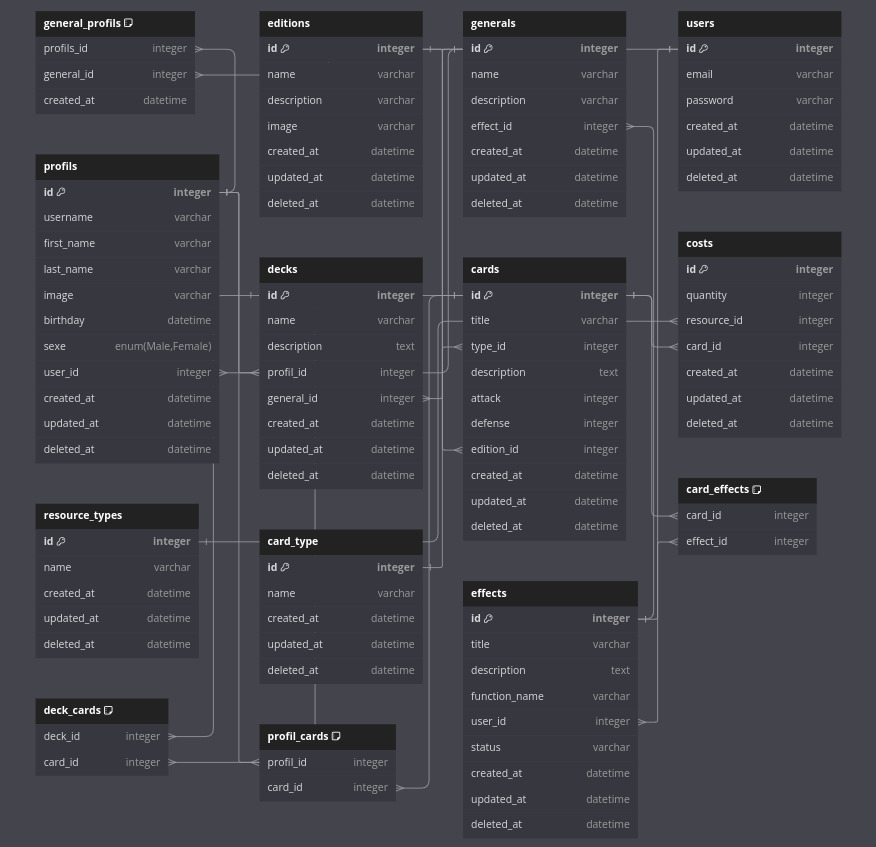 general_profils
profils_id integer
general_id integer
created_at datetime
editions
id integer
name varchar
description varchar
image varchar
created_at datetime
updated_at datetime
deleted_at datetime
generals
id integer
name varchar
description varchar
effect_id integer
created_at datetime
updated_at datetime
deleted_at datetime
users
id integer
email varchar
password varchar
created_at datetime
updated_at datetime
deleted_at datetime
profils
id integer
username varchar
first_name varchar
last_name varchar
image varchar
birthday datetime
sexe enum(Male,Female)
user_id integer
created_at datetime
updated_at datetime
deleted_at datetime
decks
id integer
name varchar
description text
profil_id integer
general_id integer
created_at datetime
updated_at datetime
deleted_at datetime
cards
id integer
title varchar
type_id integer
description text
attack integer
defense integer
edition_id integer
created_at datetime
updated_at datetime
deleted_at datetime
costs
id integer
quantity integer
resource_id integer
card_id integer
created_at datetime
updated_at datetime
deleted_at datetime
resource_types
id integer
name varchar
created_at datetime
updated_at datetime
deleted_at datetime
card_type
id integer
name varchar
created_at datetime
updated_at datetime
deleted_at datetime
card_effects
card_id integer
effect_id integer
effects
id integer
title varchar
description text
function_name varchar
user_id integer
status varchar
created_at datetime
updated_at datetime
deleted_at datetime
deck_cards
deck_id integer
card_id integer
profil_cards
profil_id integer
card_id integer